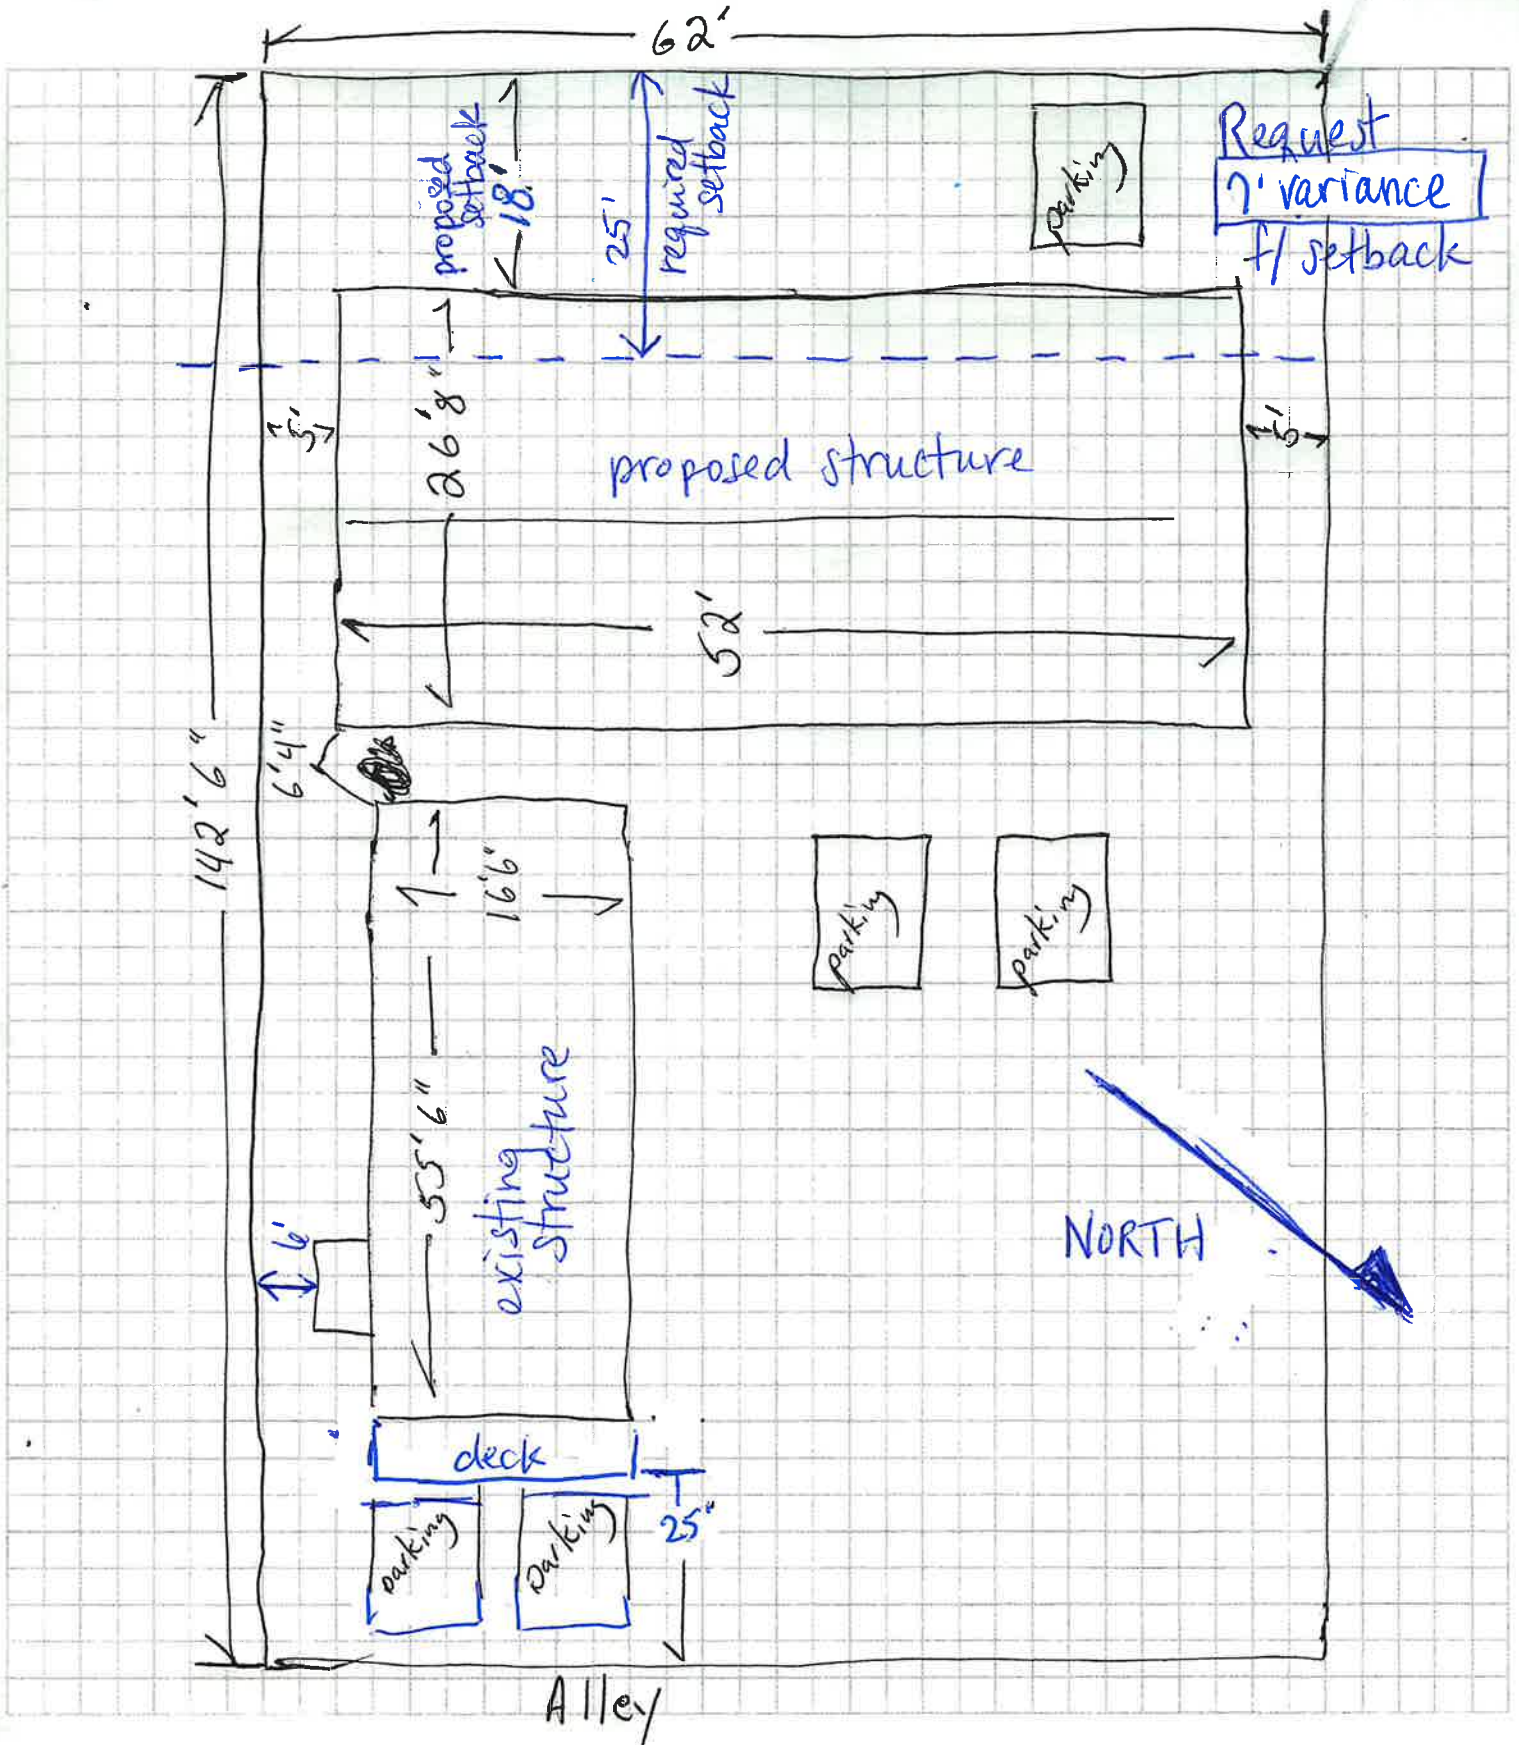 62'
proposed
setback
18'
25'
required
setback
parking
Request
7' variance
f/ setback
5'
26'8"
proposed structure
5'
52'
142'6"
6'4"
16'6"
parking
parking
55'6"
existing
structure
6'
NORTH
deck
parking
parking
25'
Alley